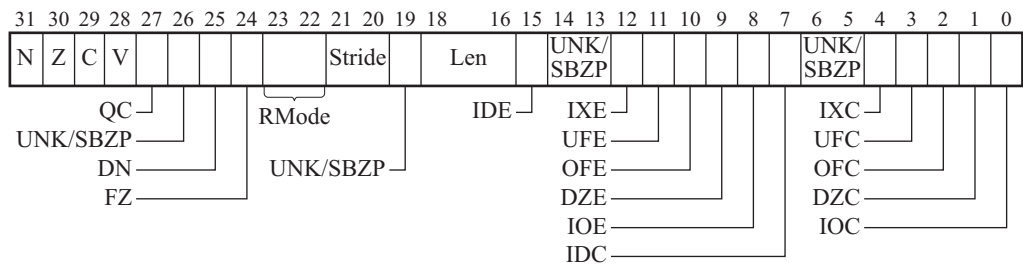 31 30 29 28 27 26 25 24 23 22 21 20 19 18 16 15 14 13 12 11 10 9 8 7 6 5 4 3 2 1 0
N Z C V Stride Len UNK/ UNK/
SBZP SBZP
QC RMode IDE IXE IXC
UNK/SBZP UFE UFC
DN UNK/SBZP OFE OFC
FZ DZE DZC
IOE IOC
IDC